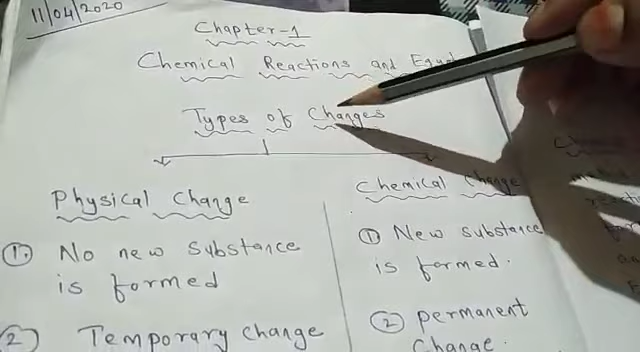 11/04/2020
Chapter-1
Chemical Reactions and
Types of Changes
Physical Change
① No new substance
is formed
② Temporary change
Chemical Change
① New substance
is formed.
② Permanent
Change.